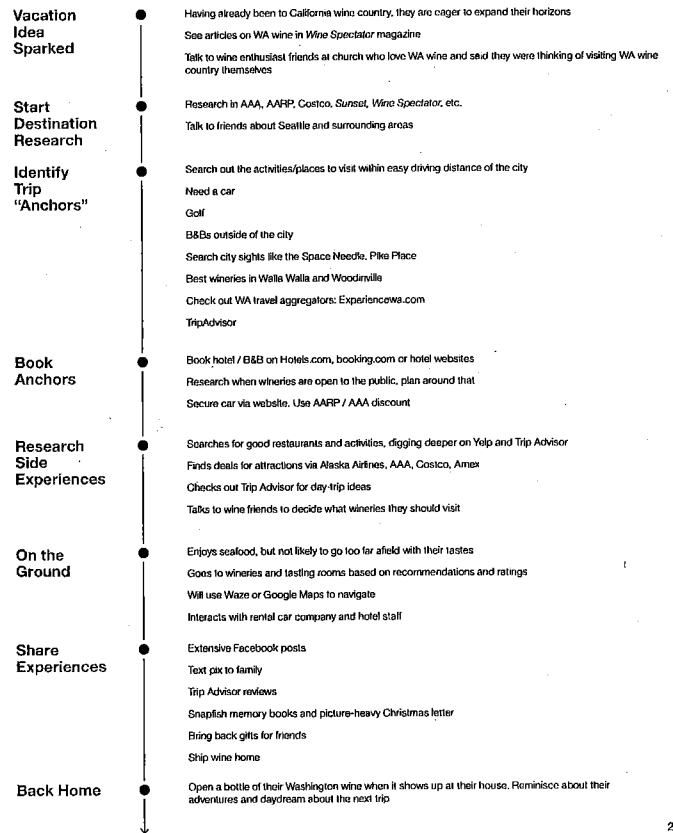 Vacation
Idea
Sparked
Having already been to California wine country, they are eager to expand their horizons
See articles on WA wine in Wine Spectator magazine
Talk to wine enthusiast friends at church who love WA wine and said they were thinking of visiting WA wine
country themselves
Start
Destination
Research
Research in AAA, AARP, Costco, Sunset, Wine Spectator, etc.
Talk to friends about Seattle and surrounding areas
Identify
Trip
"Anchors"
Search out the activities/places to visit within easy driving distance of the city
Need a car
Golf
B&Bs outside of the city
Search city sights like the Space Needle, Pike Place
Best wineries in Walla Walla and Woodinville
Check out WA travel aggregators: Experiencewa.com
TripAdvisor
Book
Anchors
Book hotel / B&B on Hotels.com, booking.com or hotel websites
Research when wineries are open to the public, plan around that
Secure car via website. Use AARP / AAA discount
Research
Side
Experiences
Searches for good restaurants and activities, digging deeper on Yelp and Trip Advisor
Finds deals for attractions via Alaska Airlines, AAA, Costco, Amex
Checks out Trip Advisor for day-trip ideas
Talks to wine friends to decide what wineries they should visit
On the
Ground
Enjoys seafood, but not likely to go too far afield with their tastes
Goes to wineries and tasting rooms based on recommendations and ratings
Will use Waze or Google Maps to navigate
Interacts with rental car company and hotel staff
Share
Experiences
Extensive Facebook posts
Text pix to family
Trip Advisor reviews
Snapfish memory books and picture-heavy Christmas letter
Bring back gifts for friends
Ship wine home
Back Home
Open a bottle of their Washington wine when it shows up at their house. Reminisce about their
adventures and daydream about the next trip
2